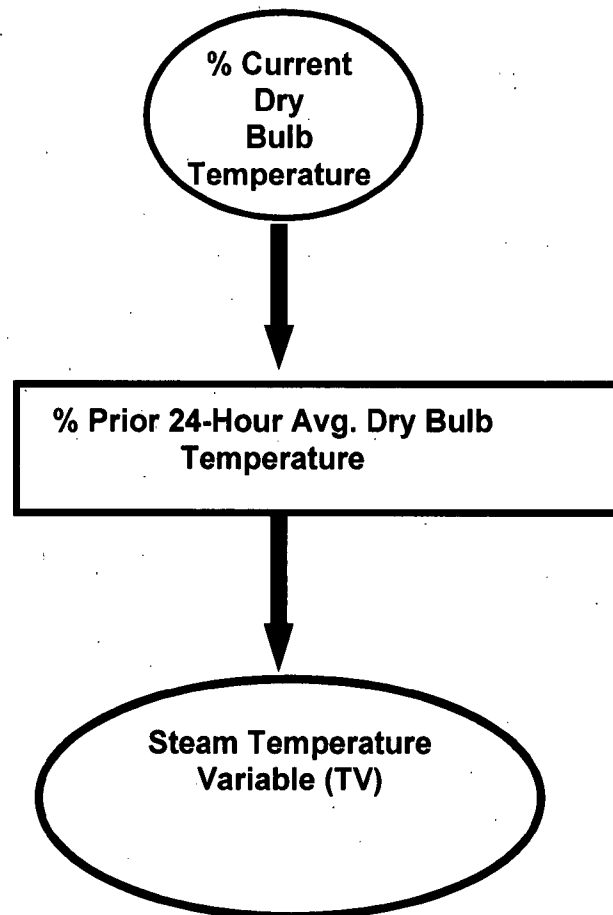 % Current
Dry
Bulb
Temperature
% Prior 24-Hour Avg. Dry Bulb
Temperature
Steam Temperature
Variable (TV)